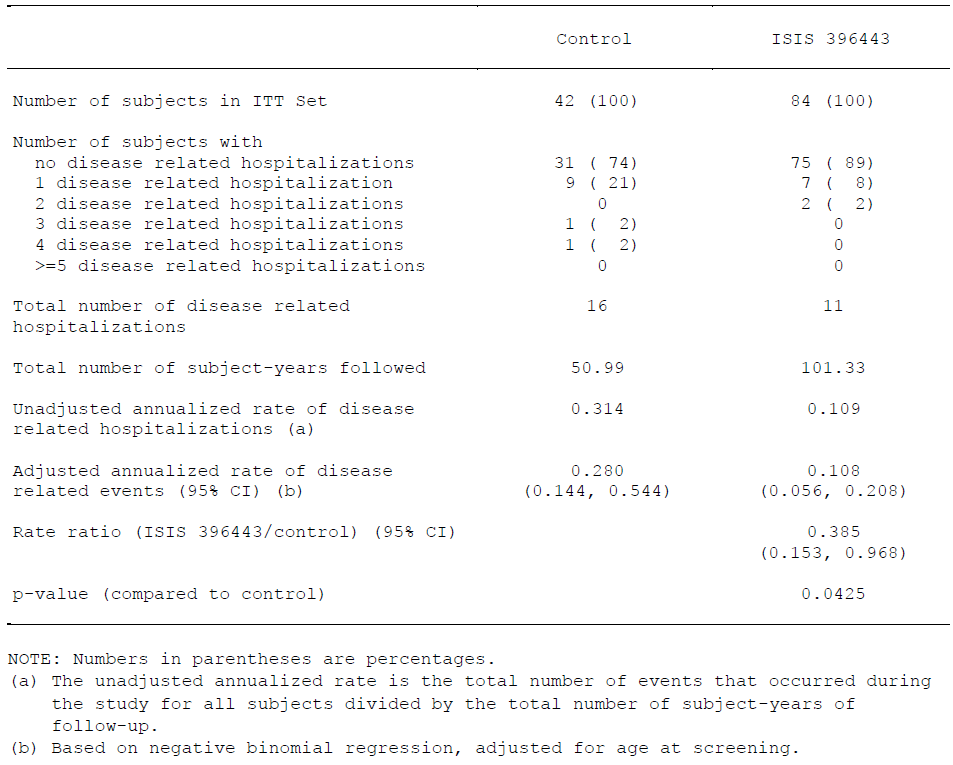 Control ISIS 396443
Number of subjects in ITT Set 42 (100) 84 (100)
Number of subjects with
no disease related hospitalizations 31 ( 74) 75 ( 89)
1 disease related hospitalization 9 ( 21) 7 (  8)
2 disease related hospitalizations 0 2 (  2)
3 disease related hospitalizations 1 (  2) 0
4 disease related hospitalizations 1 (  2) 0
>=5 disease related hospitalizations 0 0
Total number of disease related 16 11
hospitalizations
Total number of subject-years followed 50.99 101.33
Unadjusted annualized rate of disease 0.314 0.109
related hospitalizations (a)
Adjusted annualized rate of disease 0.280 0.108
related events (95% CI) (b) (0.144, 0.544) (0.056, 0.208)
Rate ratio (ISIS 396443/control) (95% CI) 0.385
(0.153, 0.968)
p-value (compared to control) 0.0425
NOTE: Numbers in parentheses are percentages.
(a) The unadjusted annualized rate is the total number of events that occurred during
the study for all subjects divided by the total number of subject-years of
follow-up.
(b) Based on negative binomial regression, adjusted for age at screening.